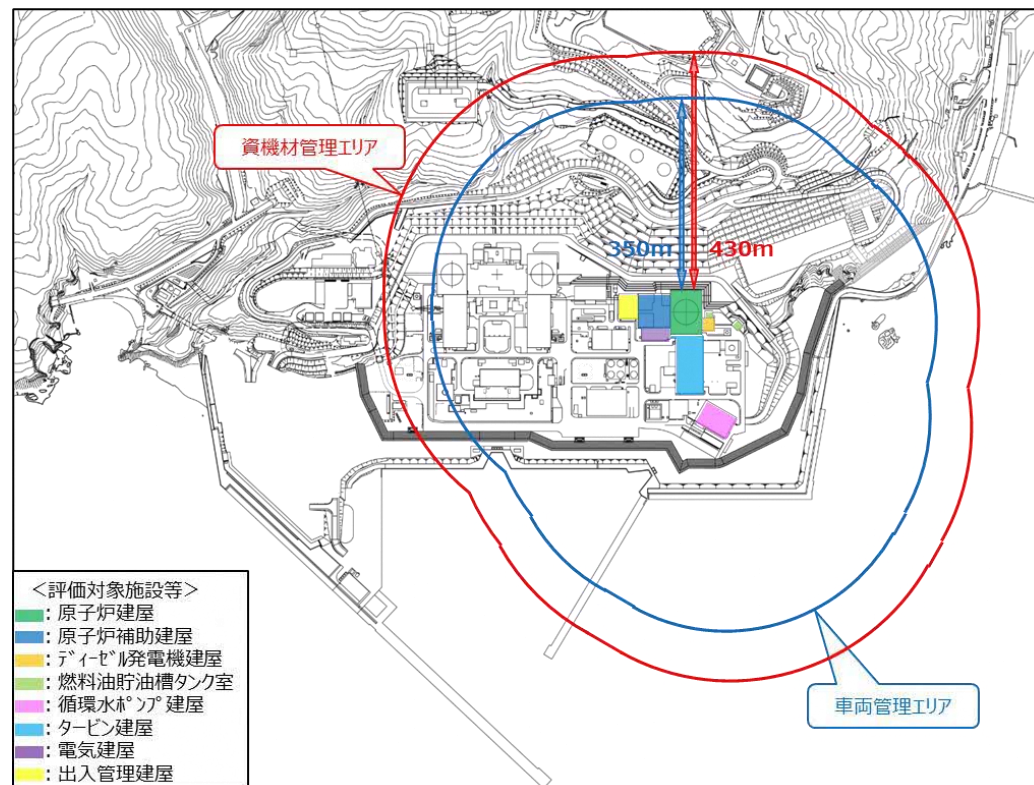 資機材管理エリア
350m
430m
車両管理エリア
<評価対象施設等>
: 原子炉建屋
: 原子炉補助建屋
: ディーゼル発電機建屋
: 燃料油貯油槽タンク室
: 循環水ポンプ建屋
: タービン建屋
: 電気建屋
: 出入管理建屋